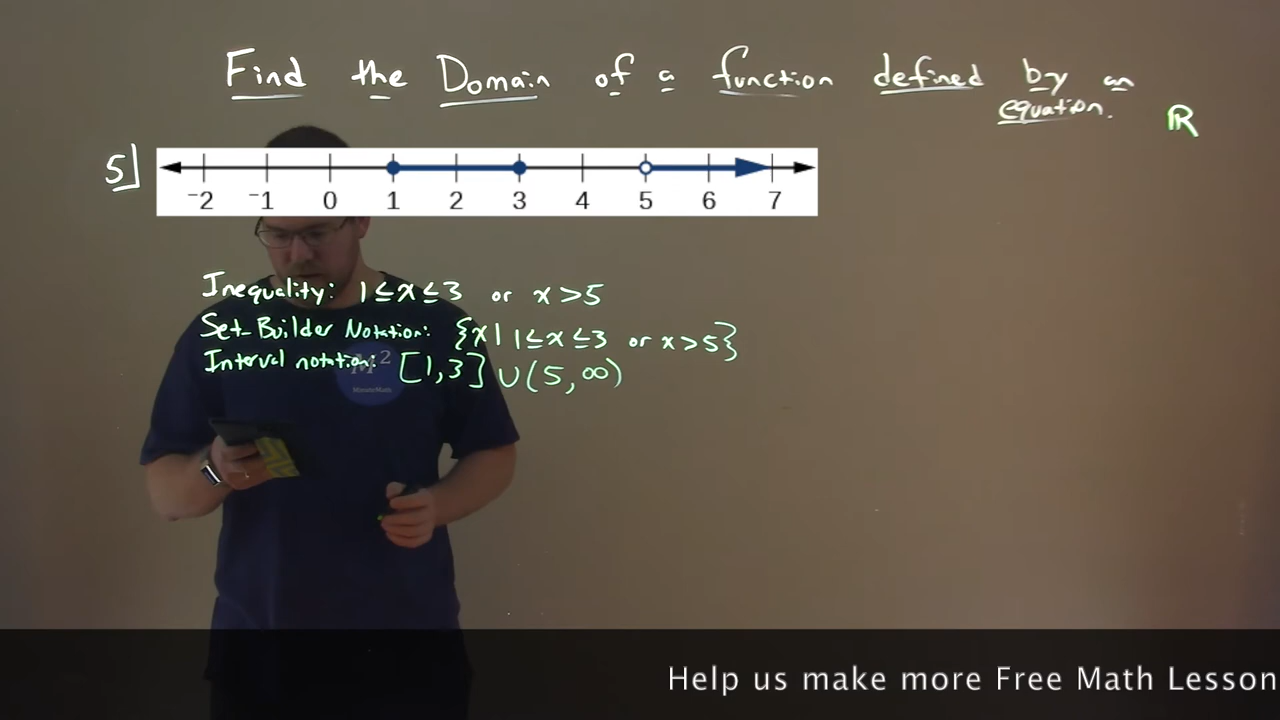 Find the Domain of a function defined by an
equation.
ℝ
5]
-2 -1 0 1 2 3 4 5 6 7
Inequality: 1 ≤ x ≤ 3 or x > 5
Set-Builder Notation: {x | 1 ≤ x ≤ 3 or x > 5}
Interval notation: [1,3] ∪ (5, ∞)
M²
MinuteMath
Help us make more Free Math Lesson